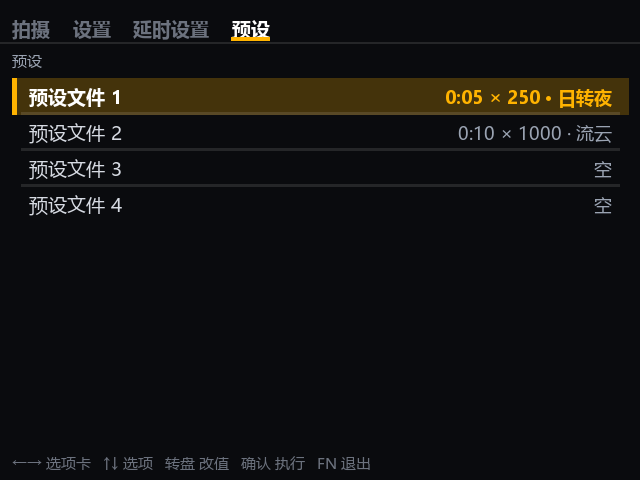 拍摄 设置 延时设置 预设
预设
预设文件 1 0:05 × 250 • 日转夜
预设文件 2 0:10 × 1000 · 流云
预设文件 3 空
预设文件 4 空
←→ 选项卡 ↑↓ 选项 转盘 改值 确认 执行 FN 退出